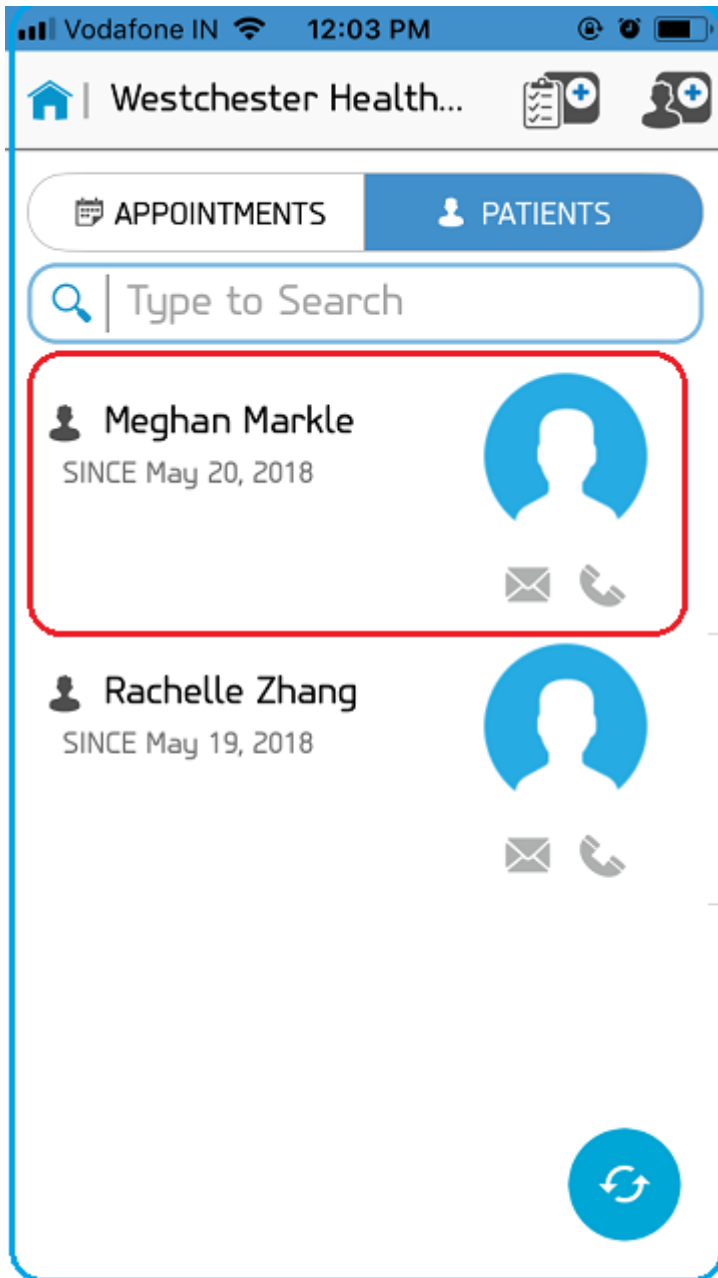 Vodafone IN 12:03 PM
Westchester Health...
APPOINTMENTS PATIENTS
Type to Search
Meghan Markle
SINCE May 20, 2018
Rachelle Zhang
SINCE May 19, 2018